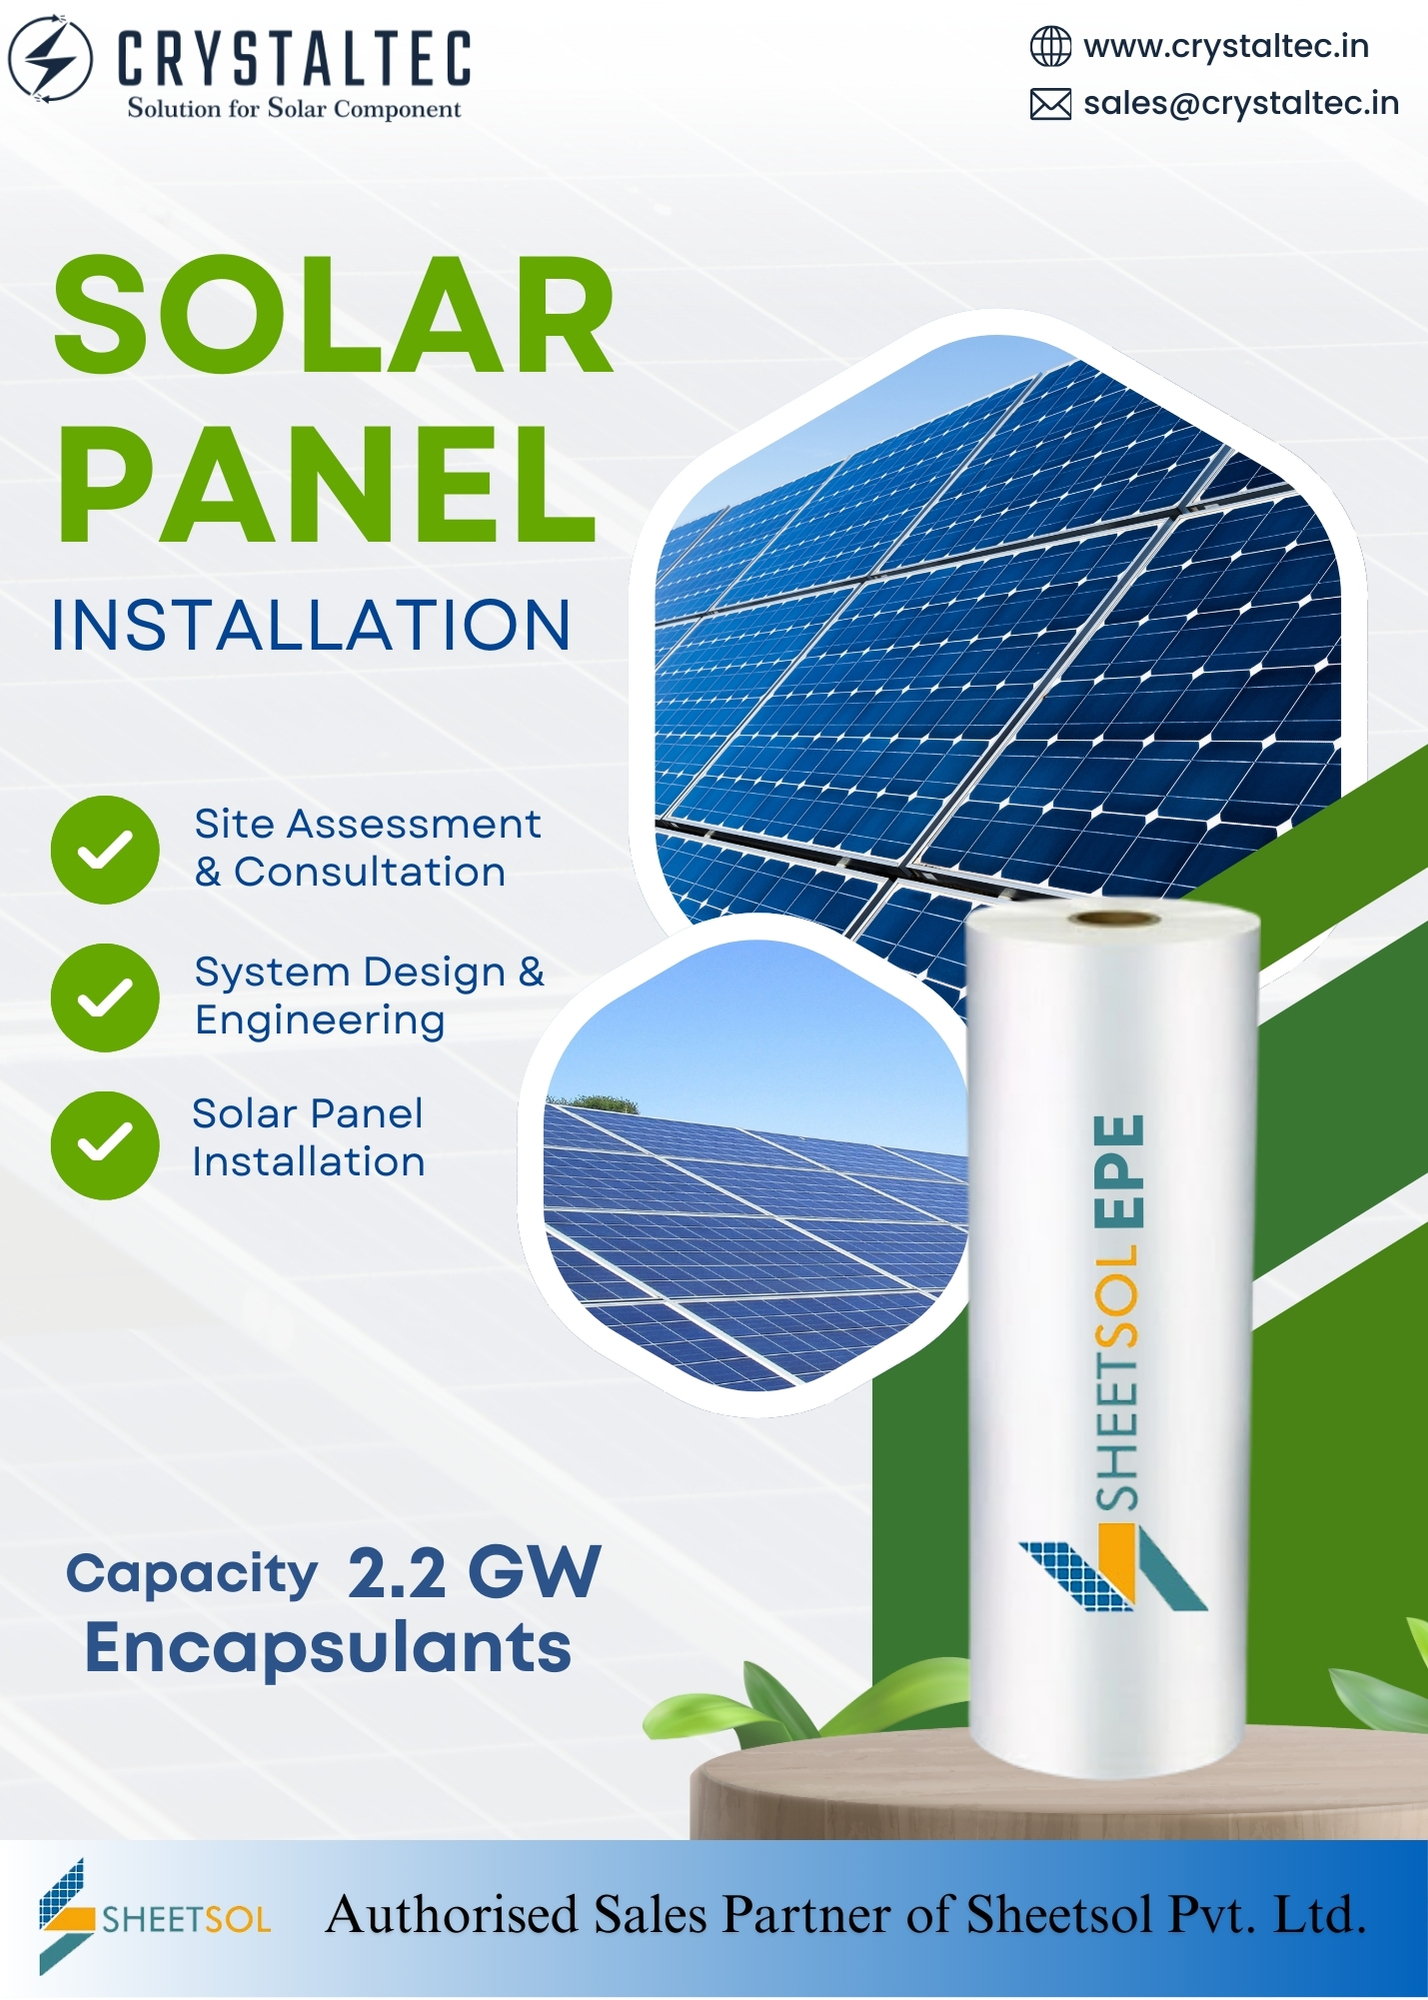 CRYSTALTEC
Solution for Solar Component
www.crystaltec.in
sales@crystaltec.in
SOLAR
PANEL
INSTALLATION
Site Assessment
& Consultation
System Design &
Engineering
Solar Panel
Installation
SHEETSOL EPE
Capacity 2.2 GW
Encapsulants
SHEETSOL
Authorised Sales Partner of Sheetsol Pvt. Ltd.